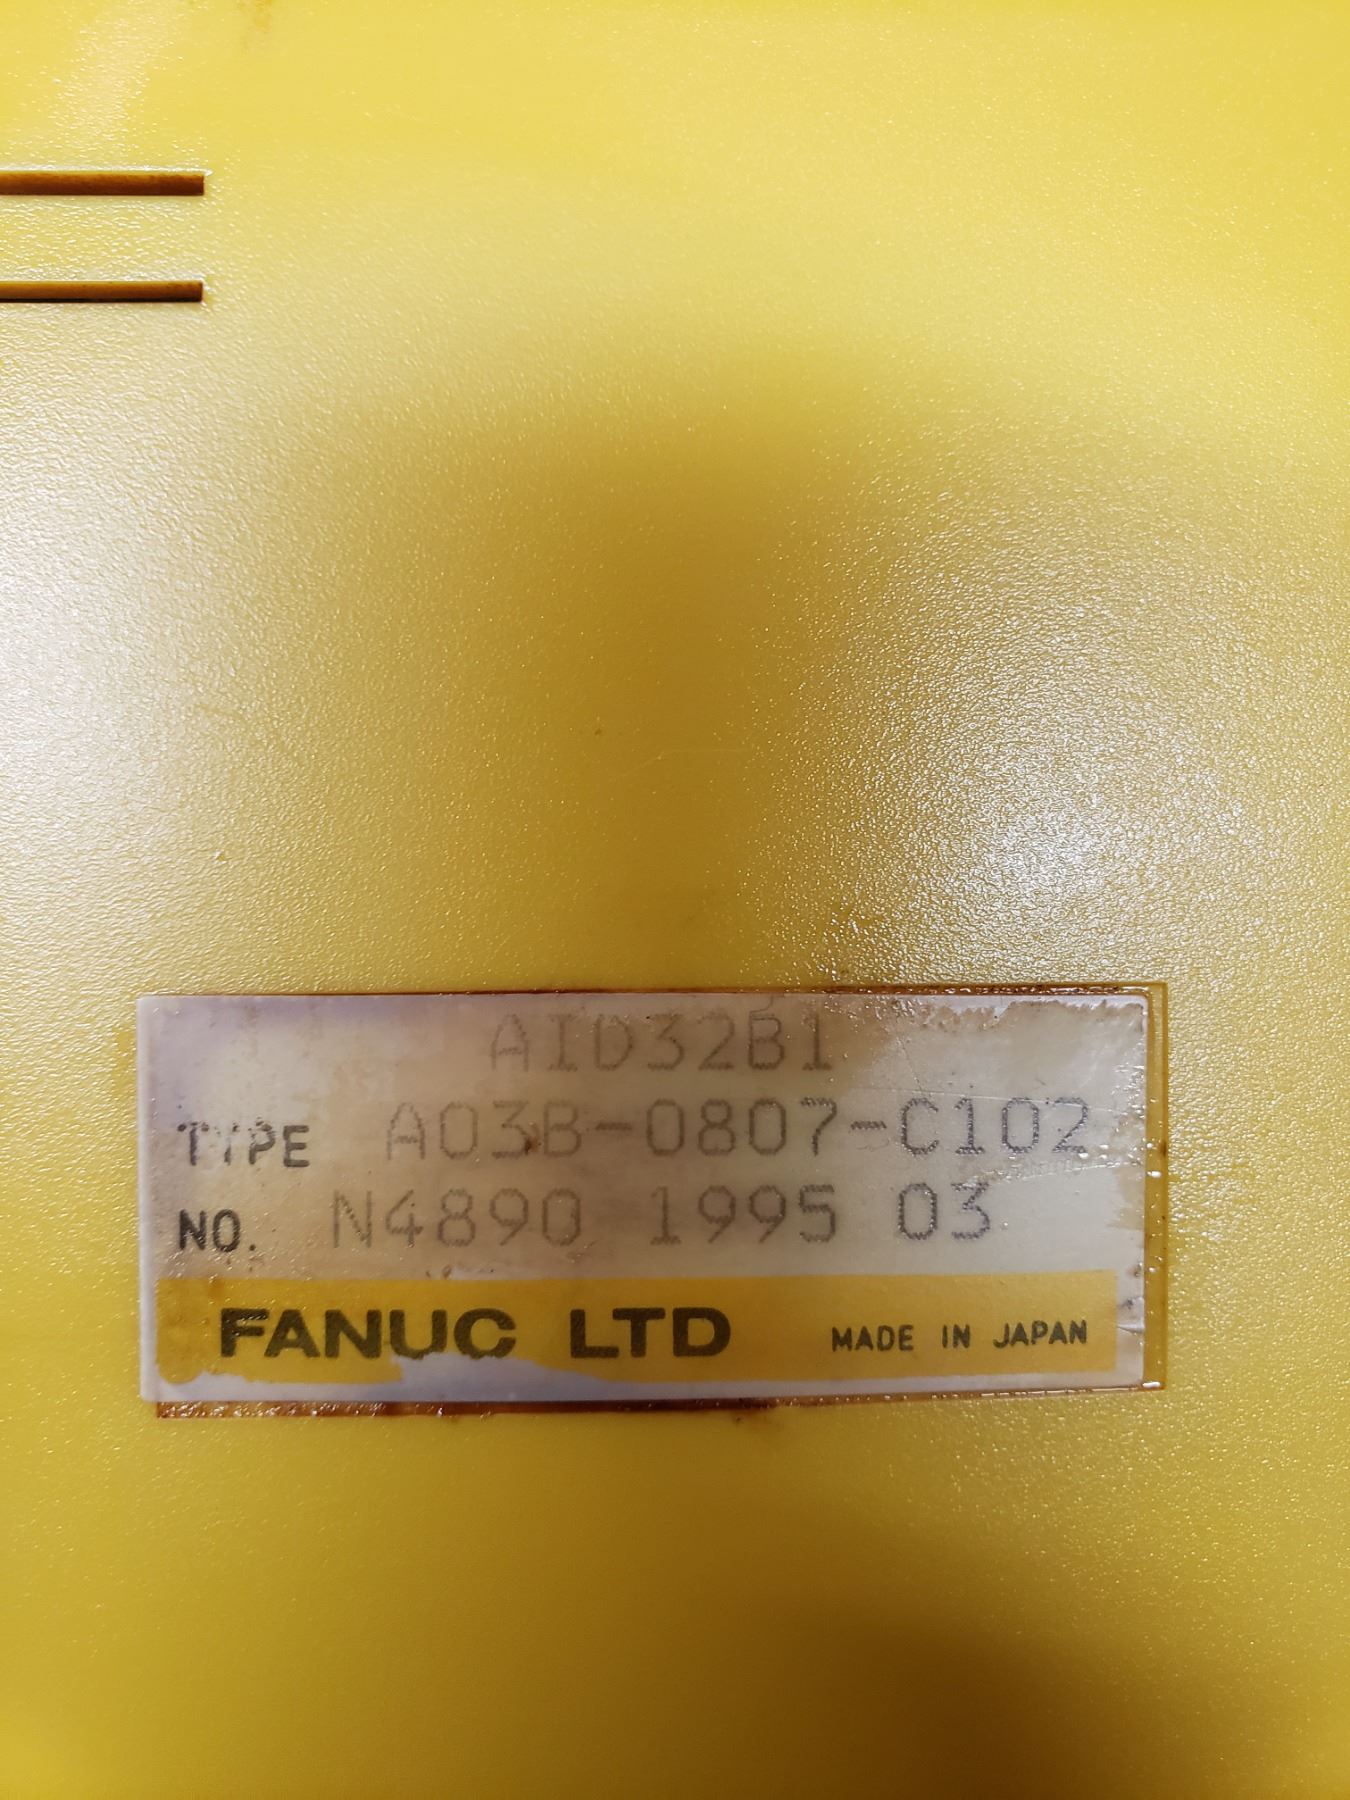 AID32B1
TYPE A03B-0807-C102
NO. N4890 1995 03
FANUC LTD MADE IN JAPAN